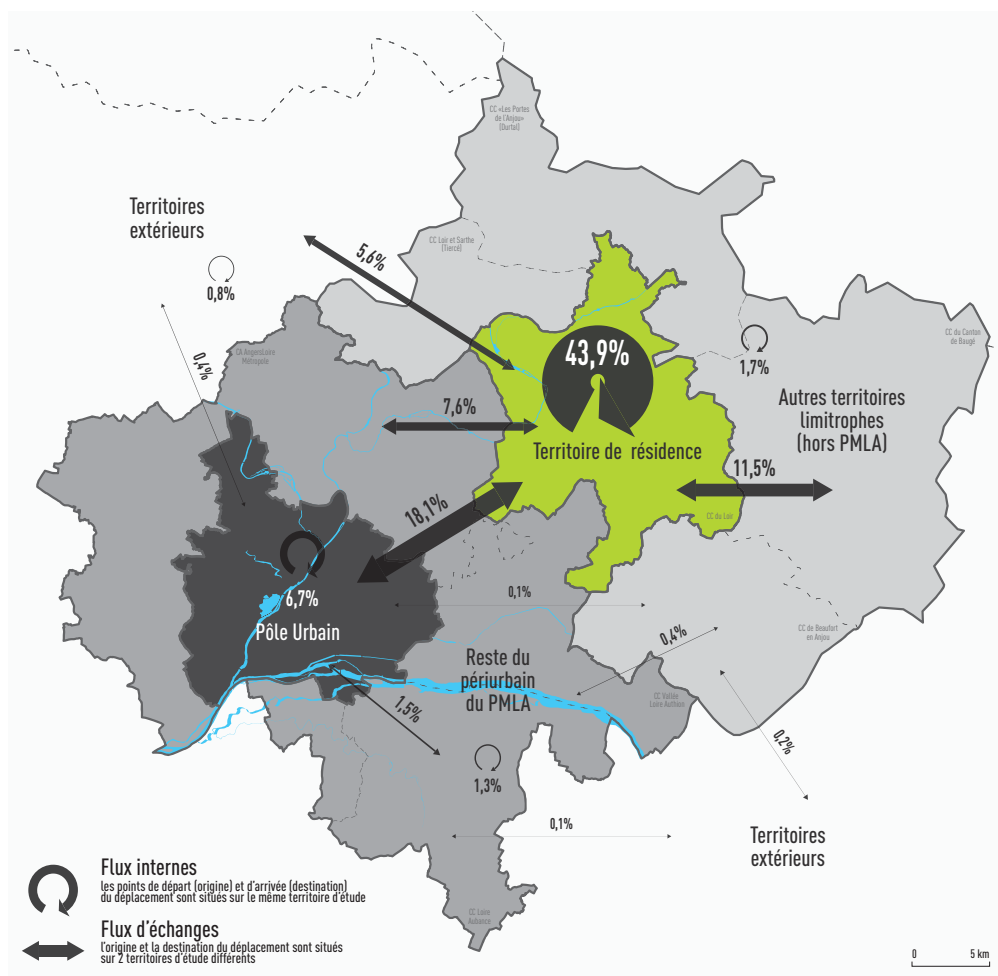 CC «Les Portes
de l'Anjou»
(Durtal)
Territoires
extérieurs
0,8%
5,6%
CC Loir et Sarthe
(Tiercé)
CC du Canton
de Baugé
CA Angers Loire
Métropole
0,4%
43,9%
1,7%
7,6%
Autres territoires
limitrophes
(hors PMLA)
Territoire de résidence
11,5%
18,1%
CC du Loir
6,7%
Pôle Urbain
0,1%
0,4%
CC de Beaufort
en Anjou
Reste du
périurbain
du PMLA
CC Vallée
Loire Authion
1,5%
0,2%
1,3%
0,1%
Territoires
extérieurs
Flux internes
les points de départ (origine) et d'arrivée (destination)
du déplacement sont situés sur le même territoire d'étude
CC Loire
Aubance
Flux d'échanges
l'origine et la destination du déplacement sont situés
sur 2 territoires d'étude différents
0 5 km